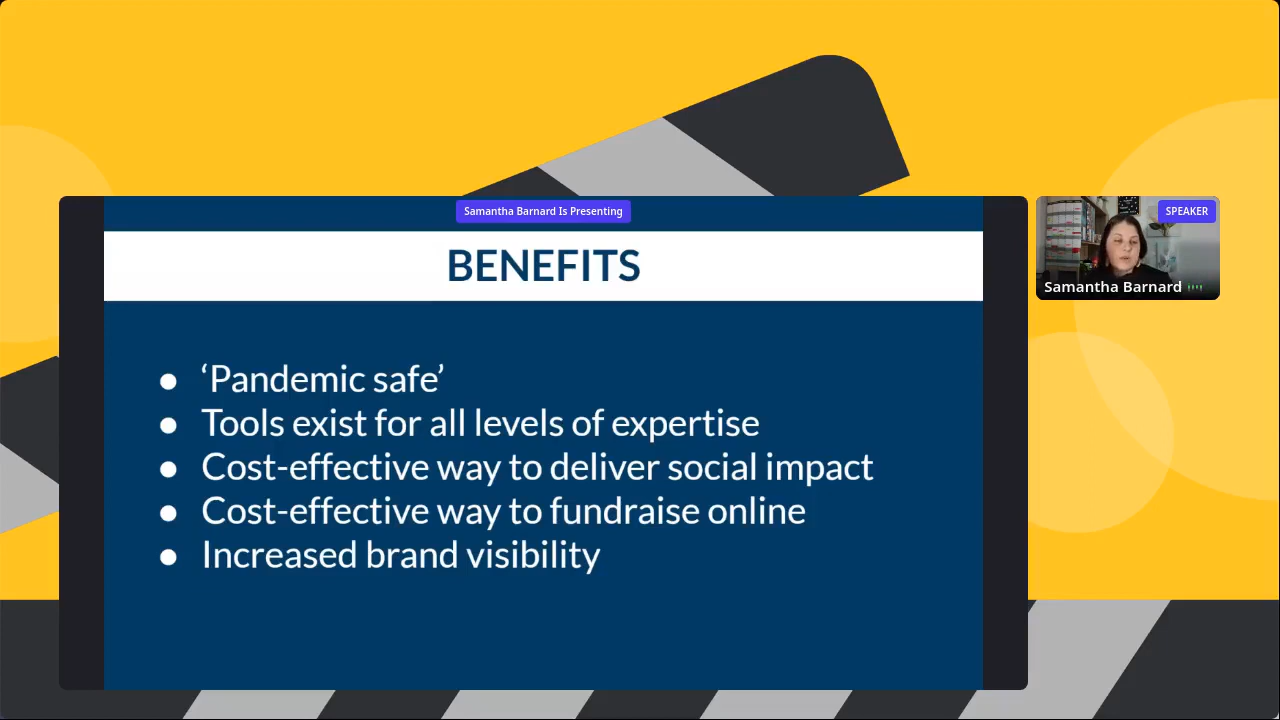 Samantha Barnard Is Presenting
SPEAKER
BENEFITS
Samantha Barnard
‘Pandemic safe’
Tools exist for all levels of expertise
Cost-effective way to deliver social impact
Cost-effective way to fundraise online
Increased brand visibility